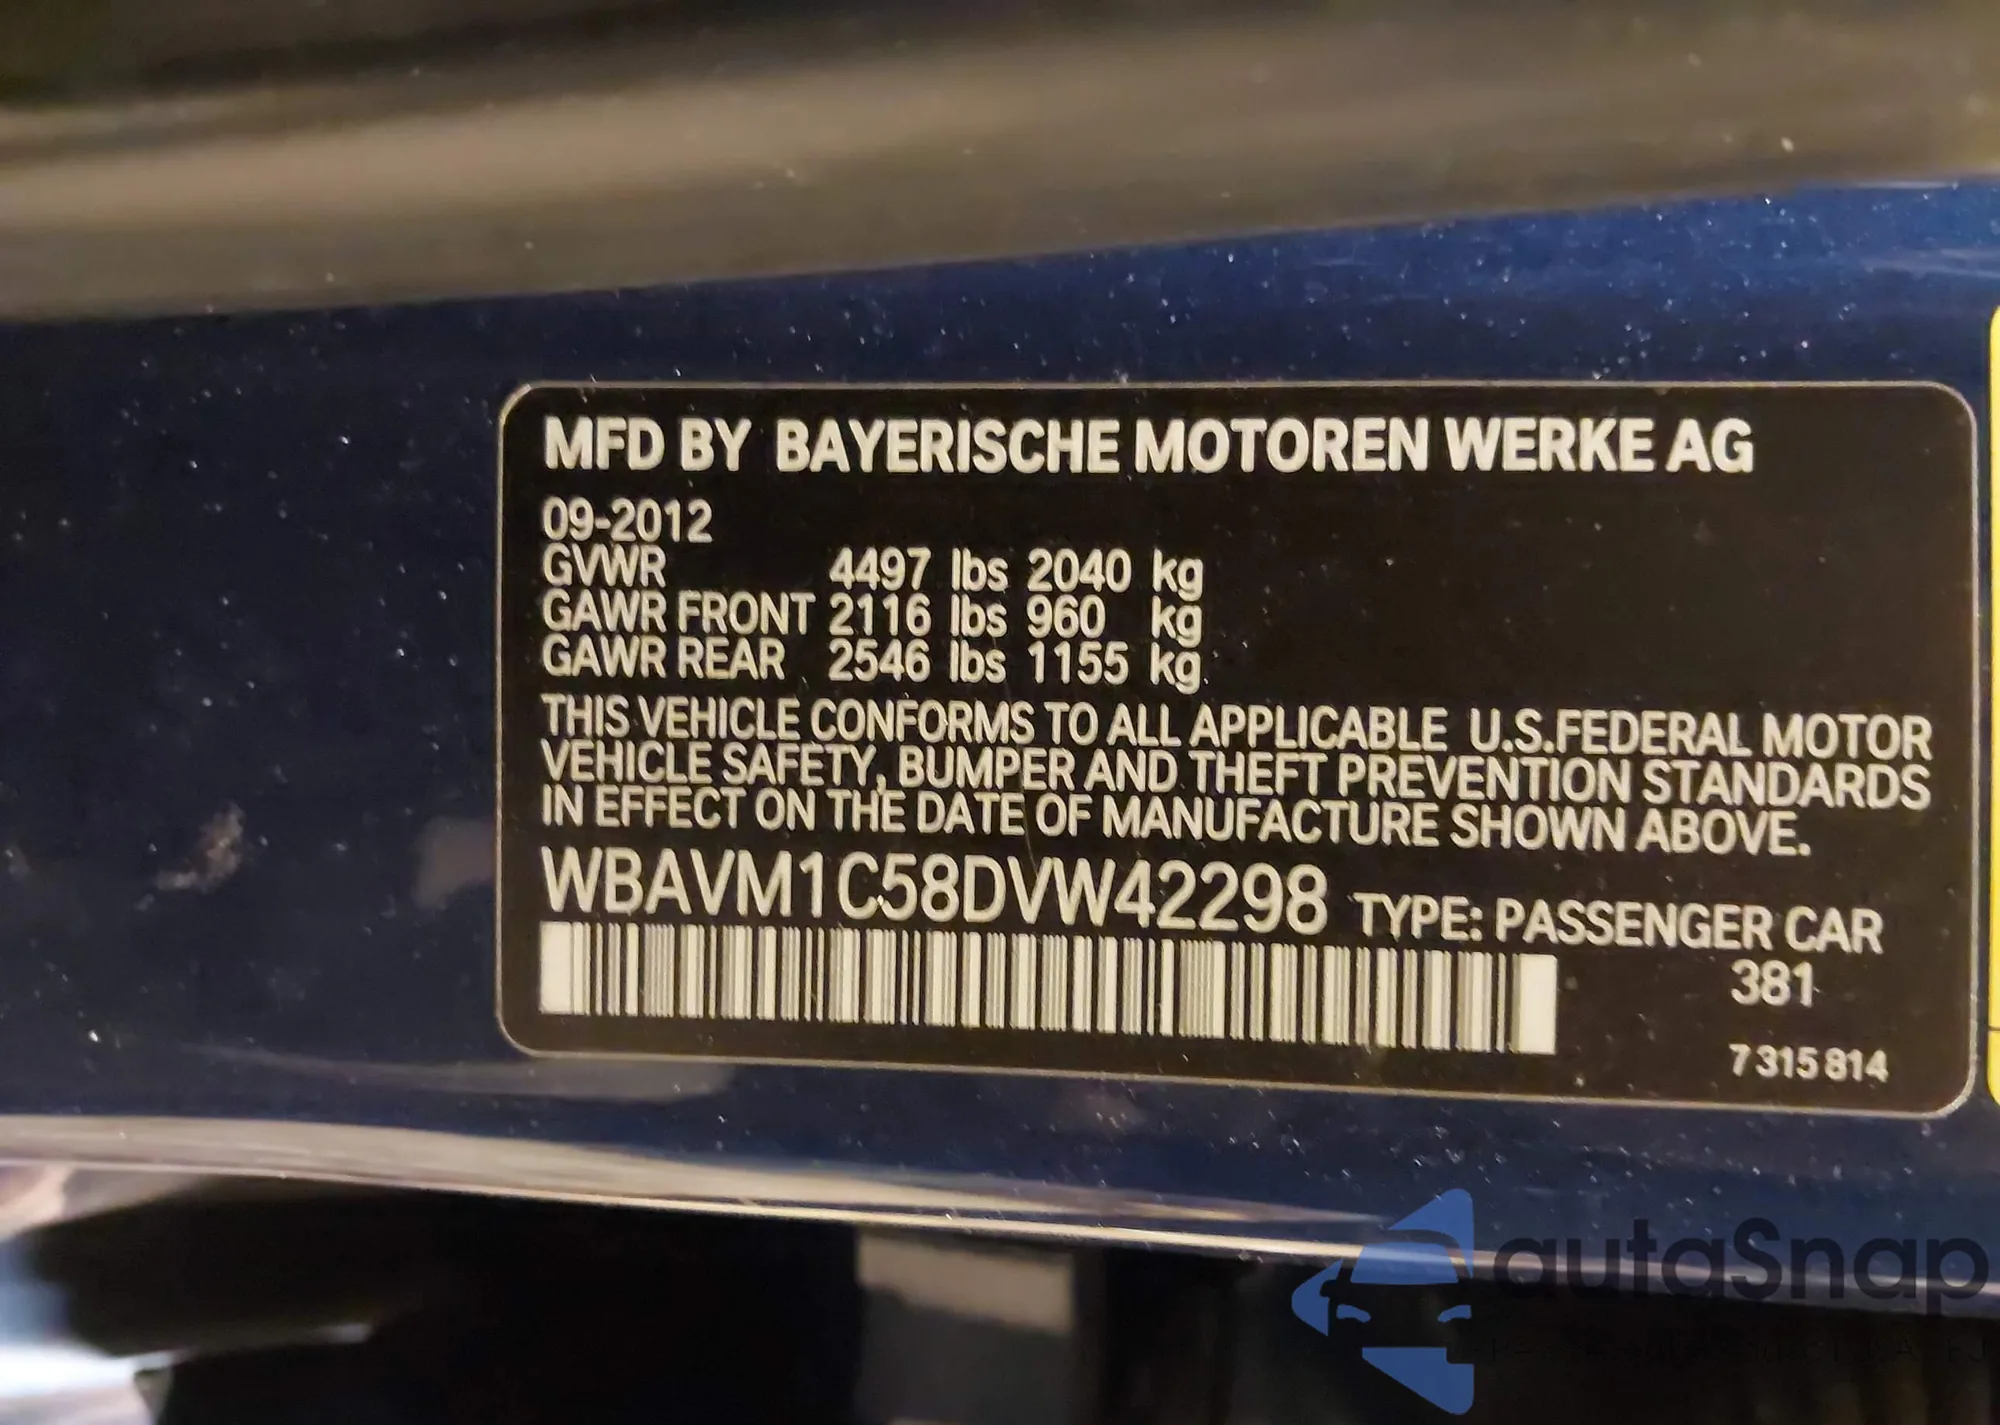 MFD BY BAYERISCHE MOTOREN WERKE AG
09-2012
GVWR 4497 lbs 2040 kg
GAWR FRONT 2116 lbs 960 kg
GAWR REAR 2546 lbs 1155 kg
THIS VEHICLE CONFORMS TO ALL APPLICABLE U.S.FEDERAL MOTOR
VEHICLE SAFETY, BUMPER AND THEFT PREVENTION STANDARDS
IN EFFECT ON THE DATE OF MANUFACTURE SHOWN ABOVE.
WBAVM1C58DVW42298 TYPE: PASSENGER CAR
381
7 315 814
autaSnap